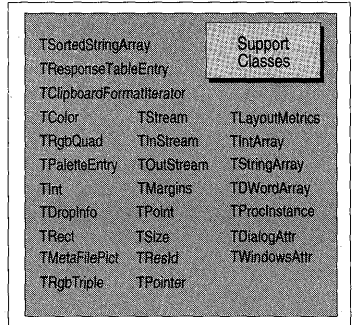 Support
Classes
TSortedStringArray
TResponseTableEntry
TClipboardFormatIterator
TColor TStream TLayoutMetrics
TRgbQuad TInStream TIntArray
TPaletteEntry TOutStream TStringArray
TInt TMargins TDWordArray
TDropInfo TPoint TProcInstance
TRect TSize TDialogAttr
TMetaFilePict TResId TWindowsAttr
TRgbTriple TPointer